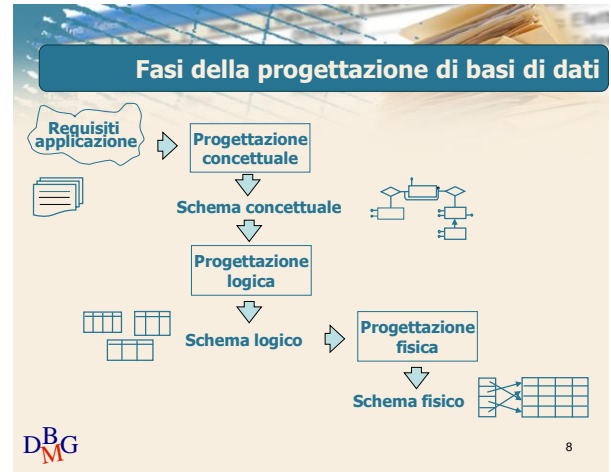 Fasi della progettazione di basi di dati
Requisiti
applicazione
Progettazione
concettuale
Schema concettuale
Progettazione
logica
Schema logico
Progettazione
fisica
Schema fisico
DBMG
8